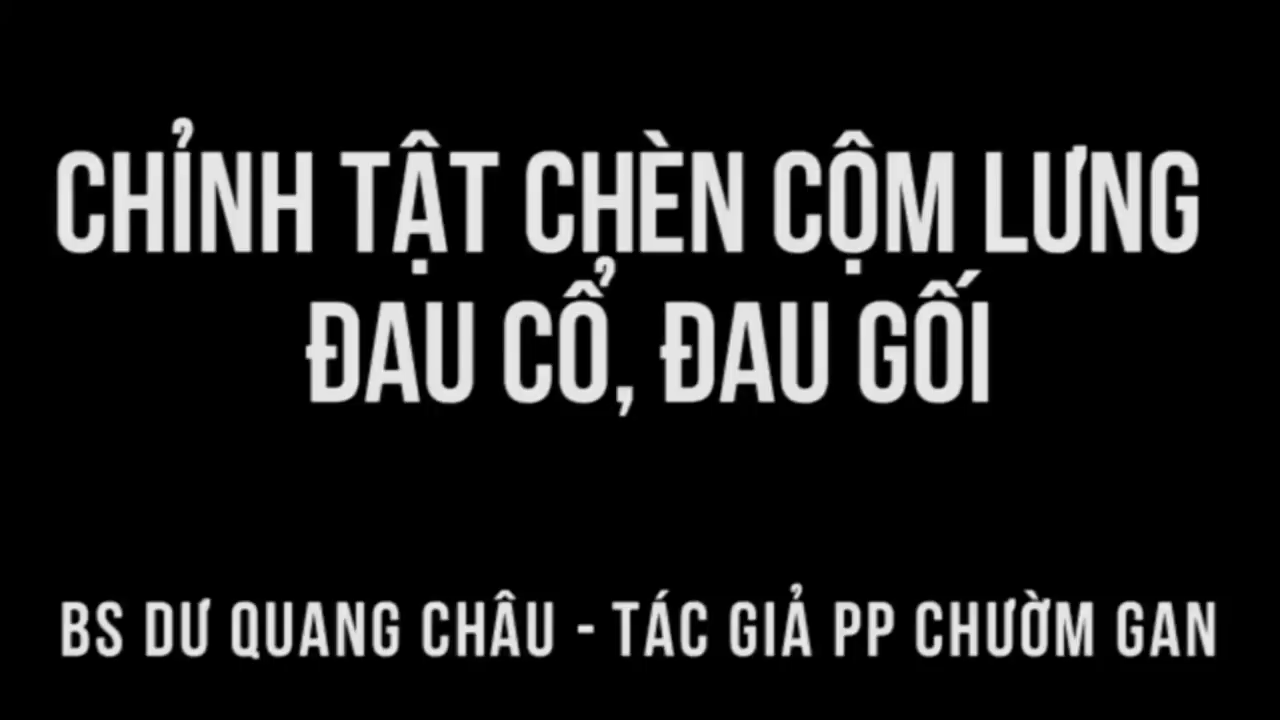 CHỈNH TẬT CHÈN CỘM LƯNG
ĐAU CỔ, ĐAU GỐI
BS DƯ QUANG CHÂU - TÁC GIẢ PP CHƯỜM GAN